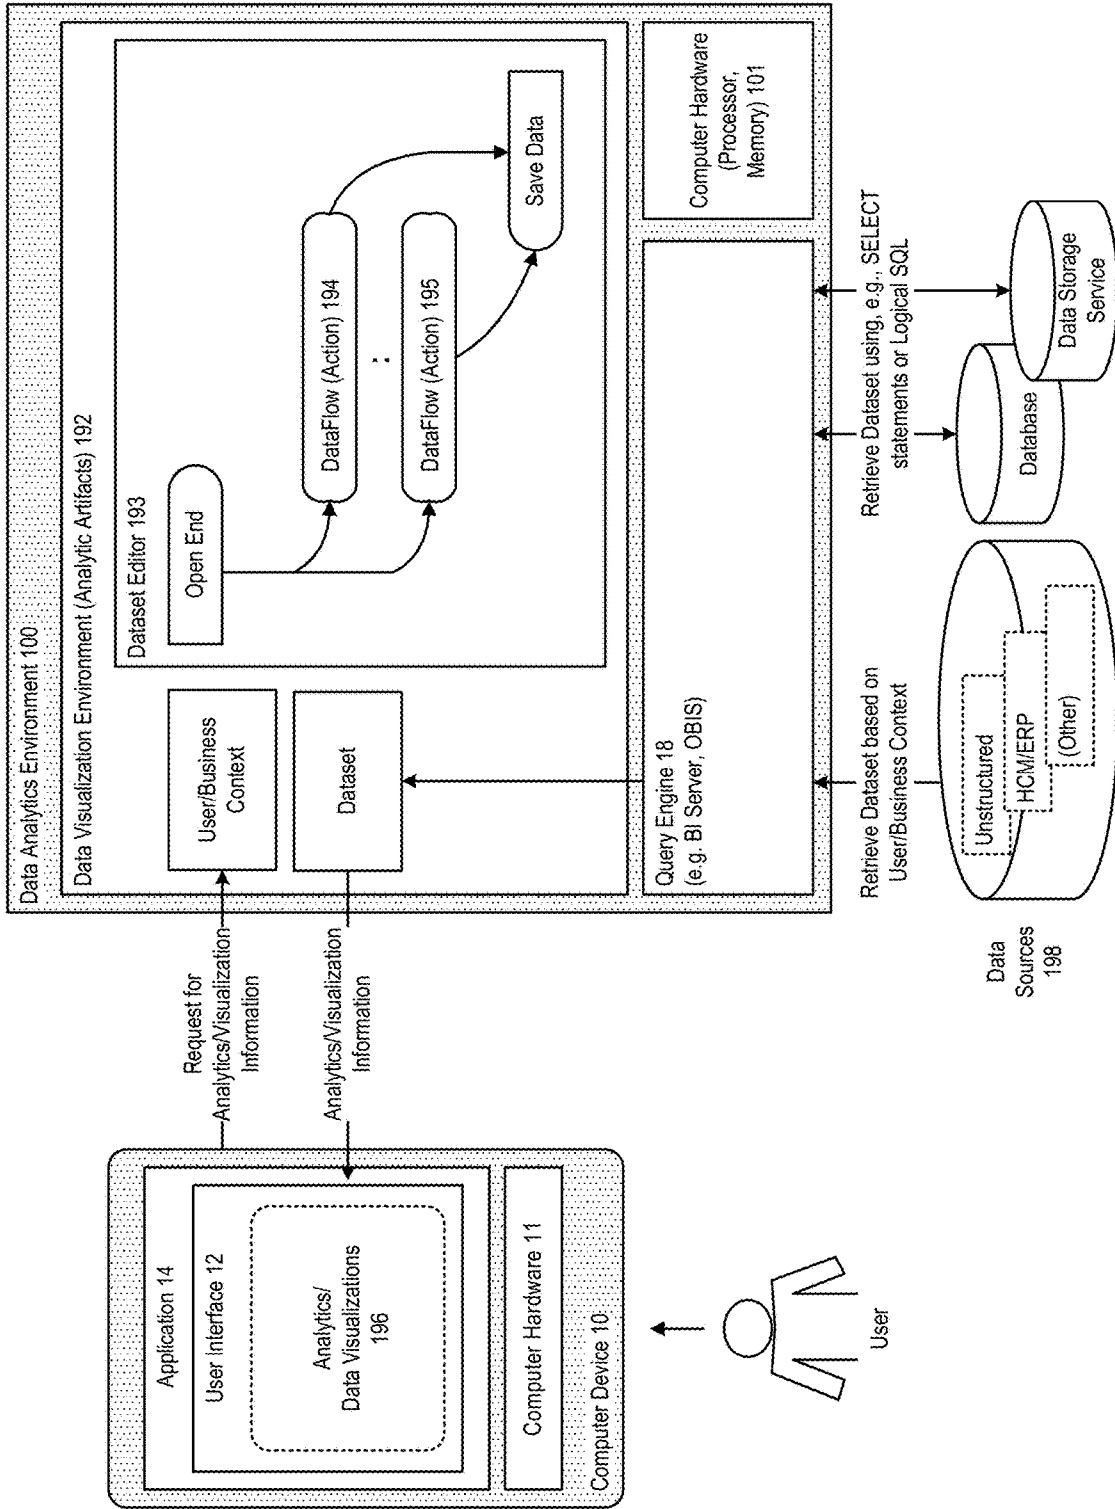 Application 14
User Interface 12
Analytics/
Data Visualizations
196
Computer Hardware 11
Computer Device 10
User
Request for
Analytics/Visualization
Information
Analytics/Visualization
Information
Data Analytics Environment 100
Data Visualization Environment (Analytic Artifacts) 192
User/Business
Context
Dataset
Dataset Editor 193
Open End
DataFlow (Action) 194
:
DataFlow (Action) 195
Save Data
Query Engine 18
(e.g. BI Server, OBIS)
Computer Hardware
(Processor,
Memory) 101
Retrieve Dataset based on
User/Business Context
Retrieve Dataset using, e.g., SELECT
statements or Logical SQL
Data
Sources
198
Unstructured
HCM/ERP
(Other)
Database
Data Storage
Service